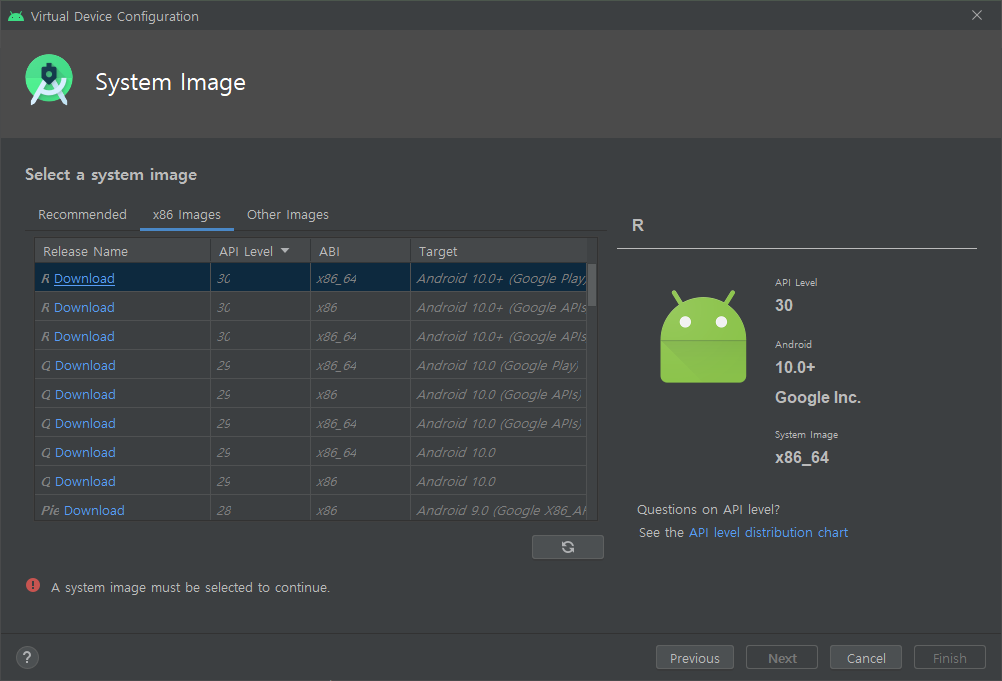 Virtual Device Configuration
System Image
Select a system image
Recommended x86 Images Other Images
Release Name API Level ABI Target
R Download 30 x86_64 Android 10.0+ (Google Play)
R Download 30 x86 Android 10.0+ (Google APIs
R Download 30 x86_64 Android 10.0+ (Google APIs
Q Download 29 x86_64 Android 10.0 (Google Play)
Q Download 29 x86 Android 10.0 (Google APIs)
Q Download 29 x86_64 Android 10.0 (Google APIs)
Q Download 29 x86_64 Android 10.0
Q Download 29 x86 Android 10.0
Pie Download 28 x86 Android 9.0 (Google X86_AP
R
API Level
30
Android
10.0+
Google Inc.
System Image
x86_64
Questions on API level?
See the API level distribution chart
! A system image must be selected to continue.
? Previous Next Cancel Finish